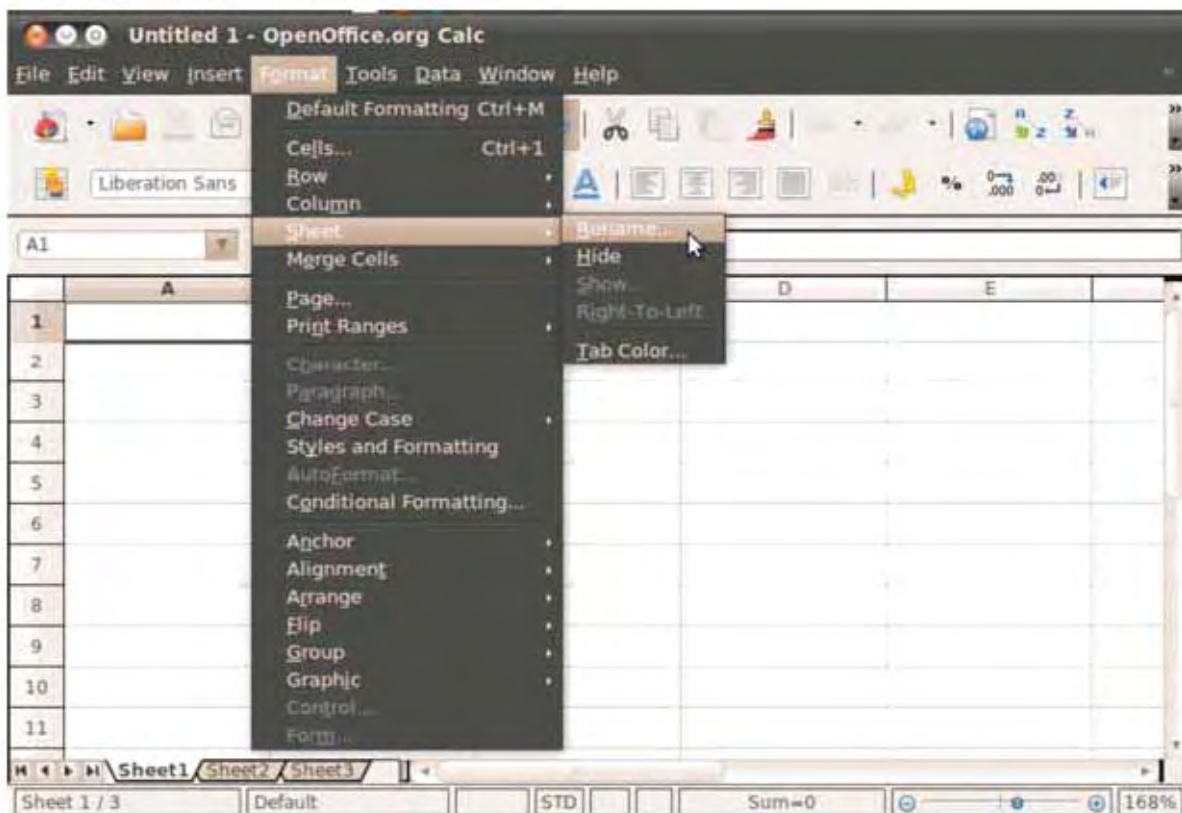 Untitled 1 - OpenOffice.org Calc
File Edit View Insert Format Tools Data Window Help
Default Formatting Ctrl+M
Cells... Ctrl+1
Row
Column
Sheet
Merge Cells
Page...
Print Ranges
Character...
Paragraph...
Change Case
Styles and Formatting
AutoFormat...
Conditional Formatting...
Anchor
Alignment
Arrange
Flip
Group
Graphic
Control...
Form...
Rename...
Hide
Show...
Right-To-Left
Tab Color...
Liberation Sans
A1
A D E
1
2
3
4
5
6
7
8
9
10
11
Sheet1 Sheet2 Sheet3
Sheet 1 / 3 Default STD Sum=0 168%